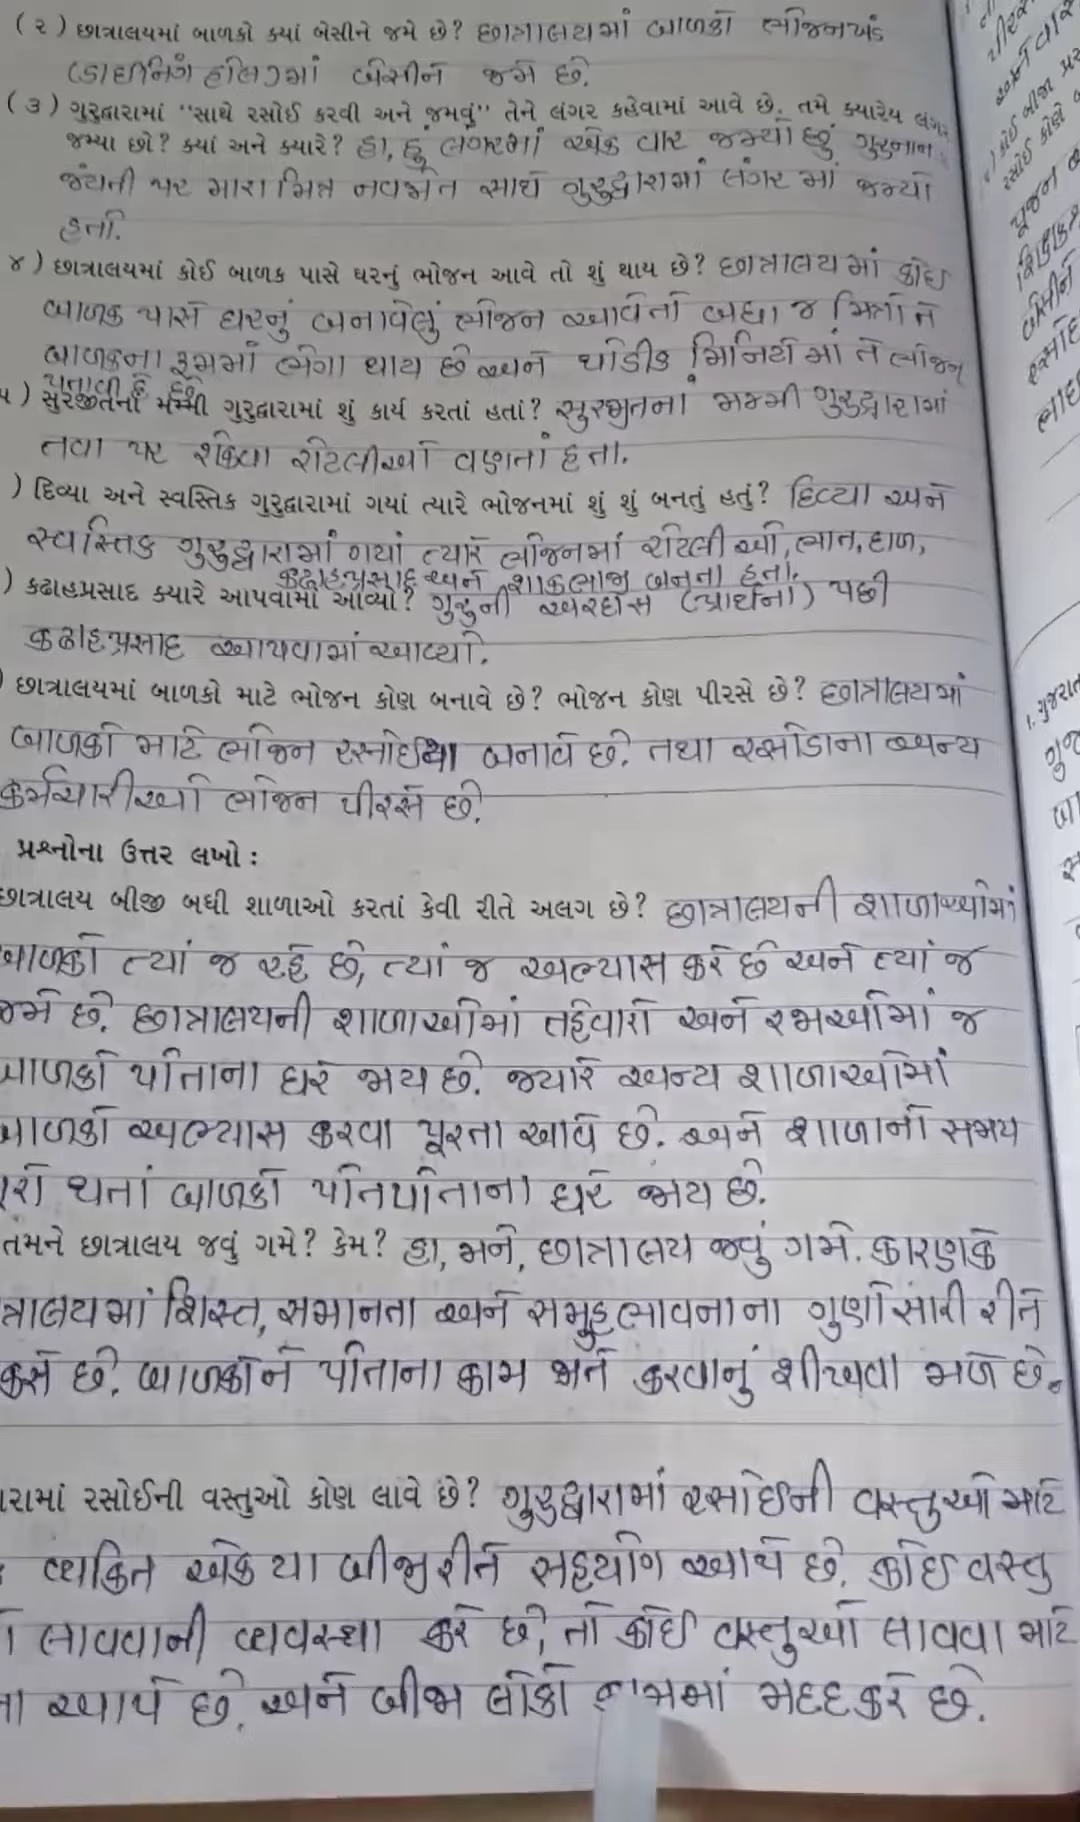 (૨) છાત્રાલયમાં બાળકો ક્યાં બેસીને જમે છે? છાત્રાલયમાં બાળકો ભોજનખંડ
(ડાઈનિંગ હૉલ)માં બેસીને જમે છે.
(૩) ગુરુદ્વારામાં "સાથે રસોઈ કરવી અને જમવું" તેને લંગર કહેવામાં આવે છે. તમે ક્યારેય લંગર
જમ્યા છો? ક્યાં અને ક્યારે? હા, હું લંગરમાં એક વાર જમ્યો છું ગુરુનાનક
જંયતી પર મારા મિત્ર નવજોત સાથે ગુરુદ્વારામાં લંગરમાં જમ્યો
હતો.
૪) છાત્રાલયમાં કોઈ બાળક પાસે ઘરનું ભોજન આવે તો શું થાય છે? છાત્રાલયમાં કોઈ
બાળક પાસે ઘરનું બનાવેલું ભોજન આવેતો બધા જ મિત્રો તે
બાળકના રૂમમાં ભેગા થાય છે અને થોડીક મિનિટોમાં તે ભોજન
૫) સુરજીતનાં મમ્મી ગુરુદ્વારામાં શું કાર્ય કરતાં હતાં? સુરજીતનાં મમ્મી ગુરુદ્વારામાં
તવા પર શેકવા રોટલીઓ વણતાં હતા.
) દિવ્યા અને સ્વસ્તિક ગુરુદ્વારામાં ગયાં ત્યારે ભોજનમાં શું શું બનતું હતું? દિવ્યા અને
સ્વસ્તિક ગુરુદ્વારામાં ગયાં ત્યારે ભોજનમાં રોટલીઓ, ભાત, દાળ,
કઢાહપ્રસાદ અને શાકભાજી બનતા હતા.
) કઢાહપ્રસાદ ક્યારે આપવામાં આવ્યો? ગુરુની અરદાસ (પ્રાર્થના) પછી
કઢાહપ્રસાદ આપવામાં આવ્યો.
) છાત્રાલયમાં બાળકો માટે ભોજન કોણ બનાવે છે? ભોજન કોણ પીરસે છે? છાત્રાલયમાં
બાળકો માટે ભોજન રસોઈયા બનાવે છે. તથા રસોડાના અન્ય
કર્મચારીઓ ભોજન પીરસે છે.
પ્રશ્નોના ઉત્તર લખો :
છાત્રાલય બીજી બધી શાળાઓ કરતાં કેવી રીતે અલગ છે? છાત્રાલયની શાળાઓમાં
બાળકો ત્યાં જ રહે છે, ત્યાં જ અભ્યાસ કરે છે અને ત્યાં જ
જમે છે. છાત્રાલયની શાળાઓમાં તહેવારો અને રજાઓમાં જ
બાળકો પોતાના ઘરે જાય છે. જ્યારે અન્ય શાળાઓમાં
બાળકો અભ્યાસ કરવા પૂરતા આવે છે. અને શાળાનો સમય
પૂરો થતાં બાળકો પોતપોતાના ઘરે જાય છે.
તમને છાત્રાલય જવું ગમે? કેમ? હા, મને, છાત્રાલય જવું ગમે. કારણકે
ત્રાલયમાં શિસ્ત, સમાનતા અને સમુહભાવનાના ગુણો સારી રીતે
કસે છે. બાળકોને પોતાના કામ જાતે કરવાનું શીખવા મળે છે.
ારામાં રસોઈની વસ્તુઓ કોણ લાવે છે? ગુરુદ્વારામાં રસોઈની વસ્તુઓ માટે
વ્યકિત એક યા બીજી રીતે સહયોગ આપે છે. કોઈ વસ્તુ
લાવવાની વ્યવસ્થા કરે છે, તો કોઈ વસ્તુઓ લાવવા માટે
આપે છે. અને બીજા લોકો કામમાં મદદ કરે છે.